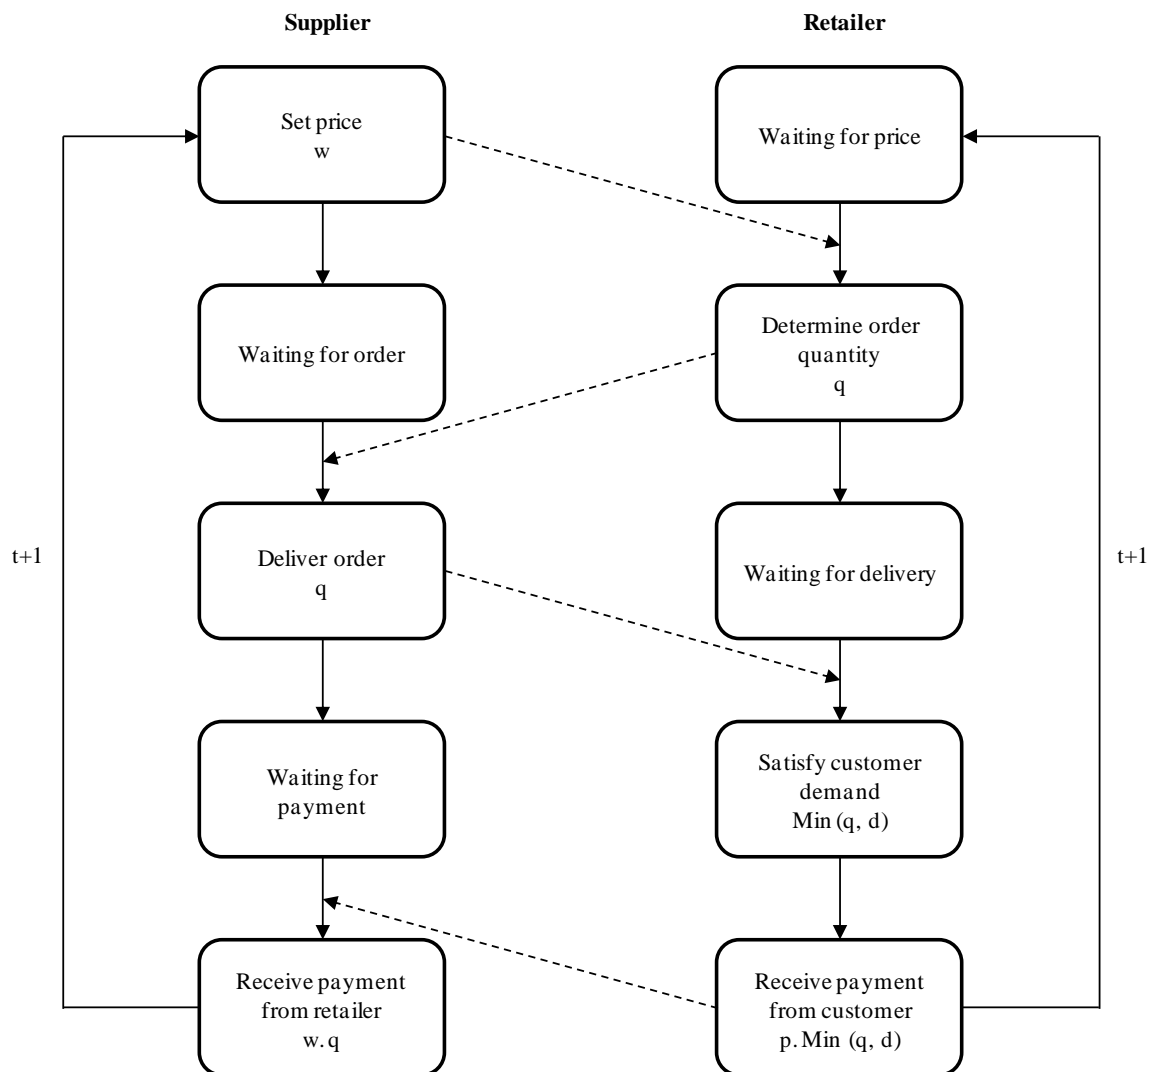 Supplier
Retailer
Set price
w
Waiting for price
Waiting for order
Determine order
quantity
q
t+1
Deliver order
q
Waiting for delivery
t+1
Waiting for
payment
Satisfy customer
demand
Min (q, d)
Receive payment
from retailer
w. q
Receive payment
from customer
p. Min (q, d)